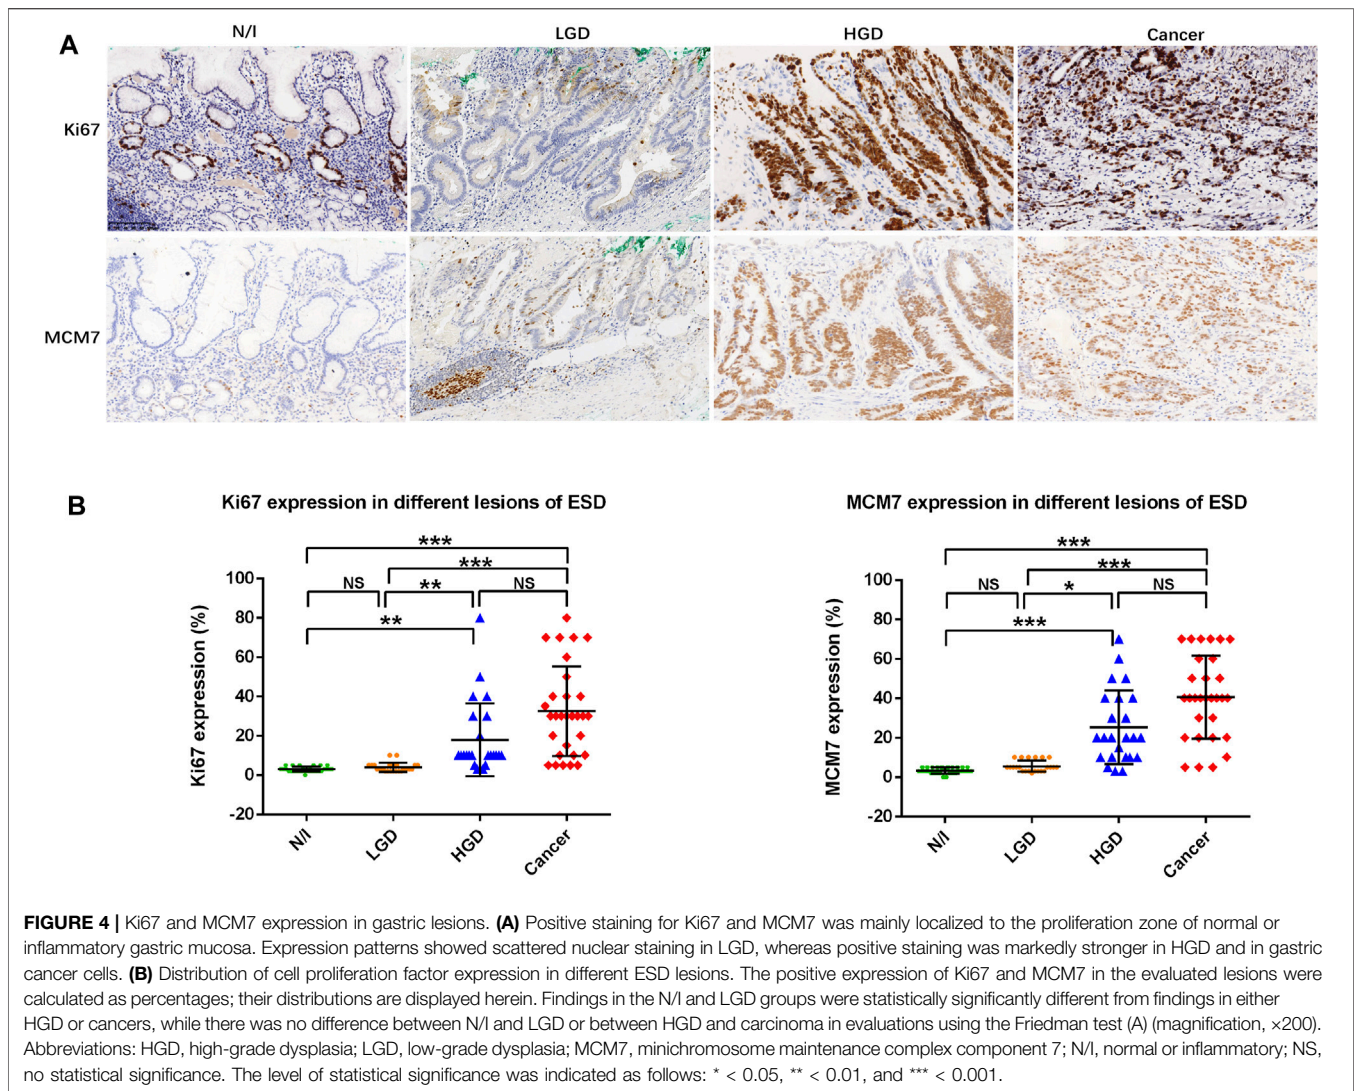 A
N/I
LGD
HGD
Cancer
Ki67
MCM7
B
Ki67 expression in different lesions of ESD
***
***
NS
**
NS
**
Ki67 expression (%)
100
80
60
40
20
0
-20
N/I
LGD
HGD
Cancer
MCM7 expression in different lesions of ESD
***
***
NS
*
NS
***
MCM7 expression (%)
100
80
60
40
20
0
-20
N/I
LGD
HGD
Cancer
FIGURE 4 | Ki67 and MCM7 expression in gastric lesions. (A) Positive staining for Ki67 and MCM7 was mainly localized to the proliferation zone of normal or
inflammatory gastric mucosa. Expression patterns showed scattered nuclear staining in LGD, whereas positive staining was markedly stronger in HGD and in gastric
cancer cells. (B) Distribution of cell proliferation factor expression in different ESD lesions. The positive expression of Ki67 and MCM7 in the evaluated lesions were
calculated as percentages; their distributions are displayed herein. Findings in the N/I and LGD groups were statistically significantly different from findings in either
HGD or cancers, while there was no difference between N/I and LGD or between HGD and carcinoma in evaluations using the Friedman test (A) (magnification, ×200).
Abbreviations: HGD, high-grade dysplasia; LGD, low-grade dysplasia; MCM7, minichromosome maintenance complex component 7; N/I, normal or inflammatory; NS,
no statistical significance. The level of statistical significance was indicated as follows: * < 0.05, ** < 0.01, and *** < 0.001.